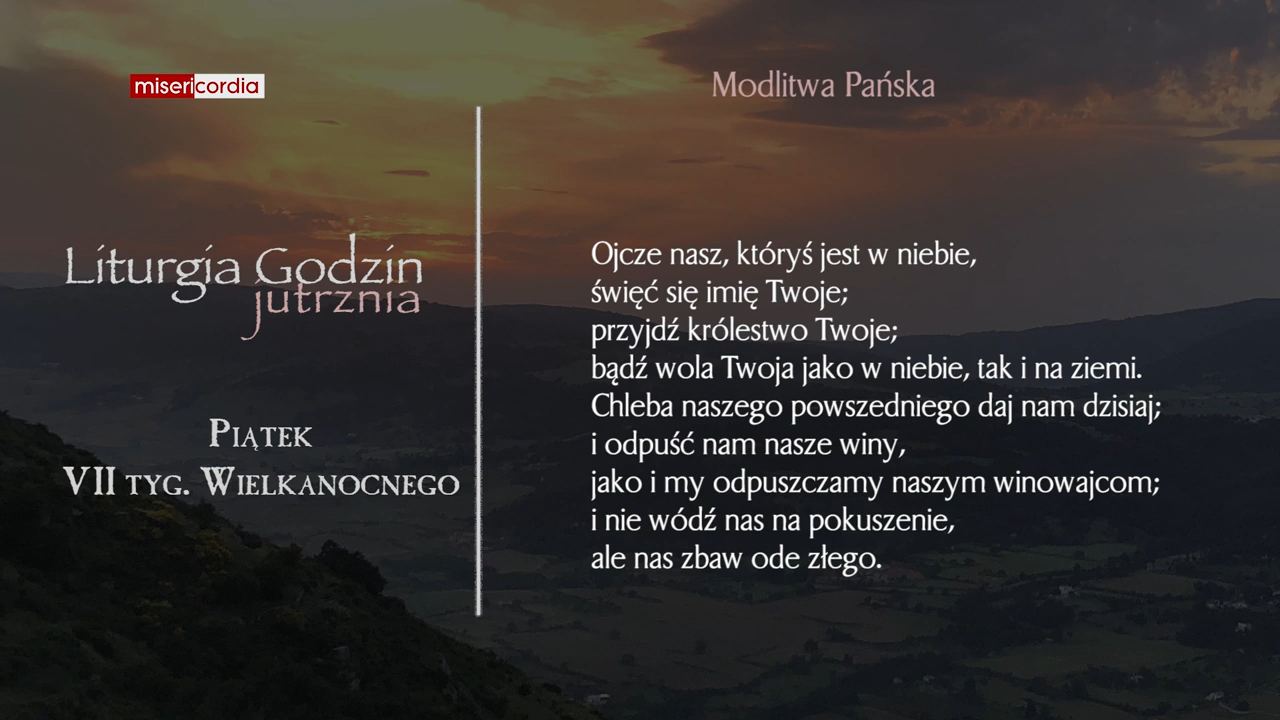 misericordia
Liturgia Godzin
jutrznia
Piątek
VII tyg. Wielkanocnego
Modlitwa Pańska
Ojcze nasz, któryś jest w niebie,
święć się imię Twoje;
przyjdź królestwo Twoje;
bądź wola Twoja jako w niebie, tak i na ziemi.
Chleba naszego powszedniego daj nam dzisiaj;
i odpuść nam nasze winy,
jako i my odpuszczamy naszym winowajcom;
i nie wódź nas na pokuszenie,
ale nas zbaw ode złego.